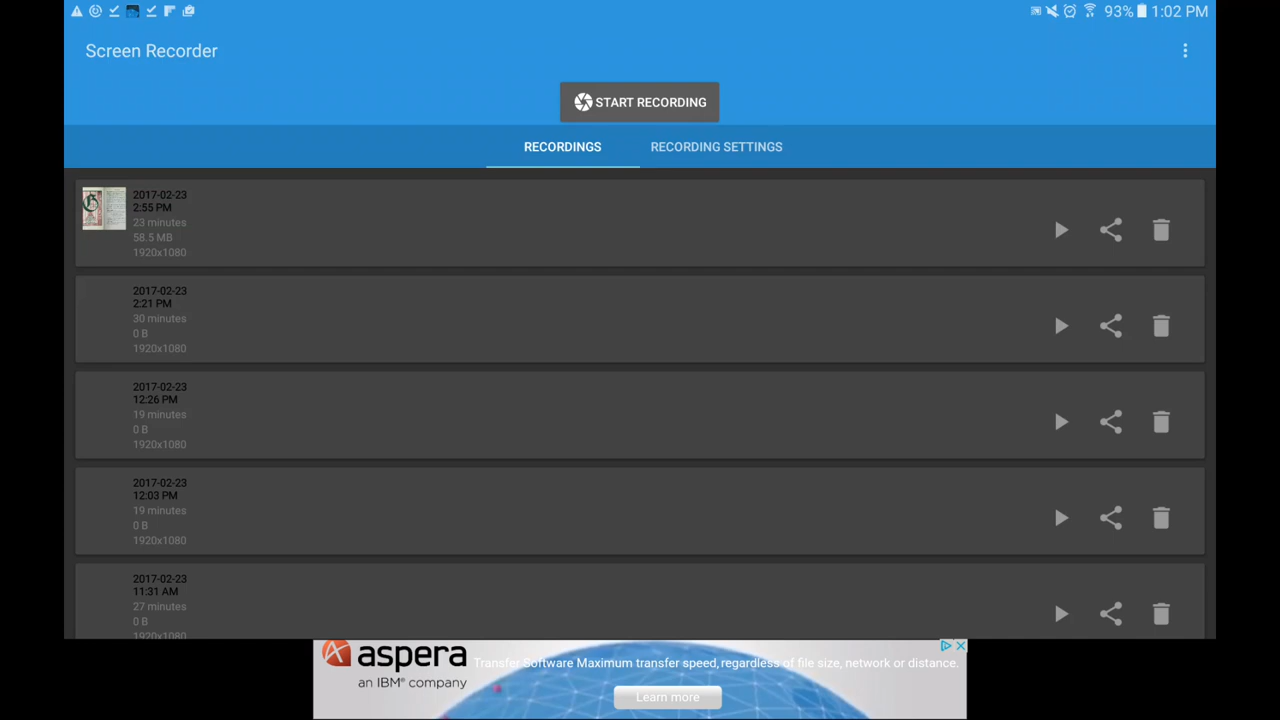 93% 1:02 PM
Screen Recorder
START RECORDING
RECORDINGS RECORDING SETTINGS
2017-02-23
2:55 PM
23 minutes
58.5 MB
1920x1080
2017-02-23
2:21 PM
30 minutes
0 B
1920x1080
2017-02-23
12:26 PM
19 minutes
0 B
1920x1080
2017-02-23
12:03 PM
19 minutes
0 B
1920x1080
2017-02-23
11:31 AM
27 minutes
0 B
1920x1080
aspera
an IBM® company
Transfer Software Maximum transfer speed, regardless of file size, network or distance.
Learn more